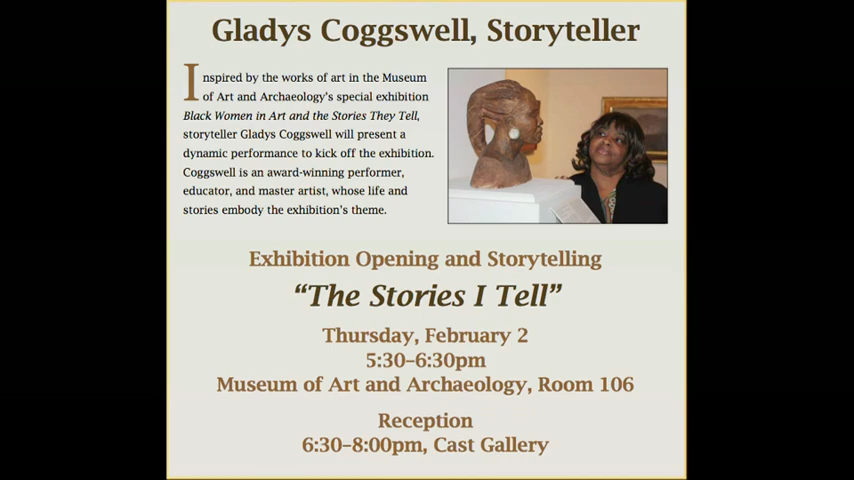 Gladys Coggswell, Storyteller
Inspired by the works of art in the Museum
of Art and Archaeology's special exhibition
Black Women in Art and the Stories They Tell,
storyteller Gladys Coggswell will present a
dynamic performance to kick off the exhibition.
Coggswell is an award-winning performer,
educator, and master artist, whose life and
stories embody the exhibition's theme.
Exhibition Opening and Storytelling
“The Stories I Tell”
Thursday, February 2
5:30–6:30pm
Museum of Art and Archaeology, Room 106
Reception
6:30–8:00pm, Cast Gallery